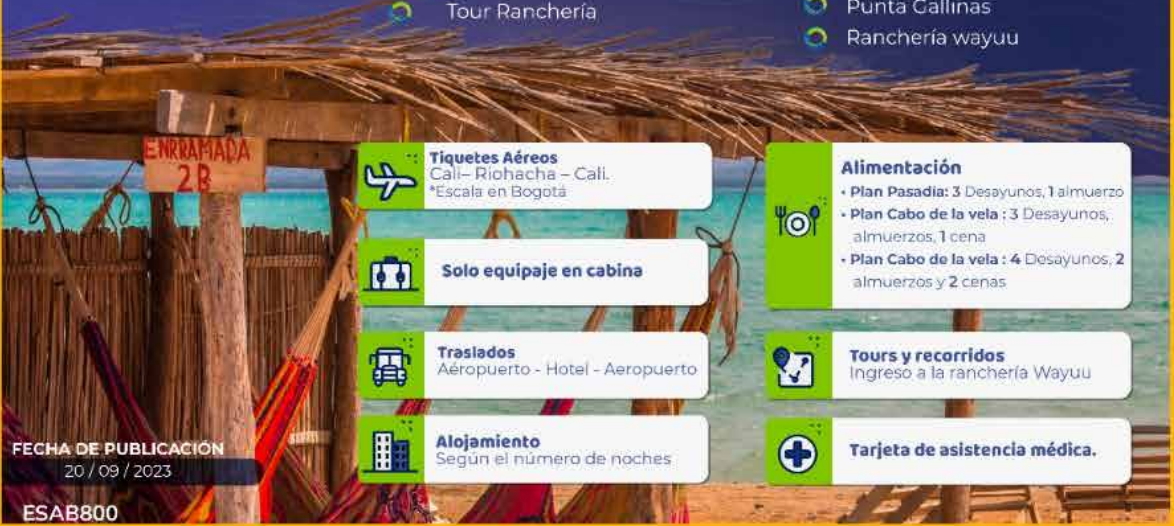 Tour Ranchería
Punta Gallinas
Ranchería wayuu
ENRRAMADA
2B
Tiquetes Aéreos
Cali– Riohacha – Cali.
*Escala en Bogotá
Solo equipaje en cabina
Traslados
Aéropuerto - Hotel - Aeropuerto
Alojamiento
Según el número de noches
Alimentación
• Plan Pasadía: 3 Desayunos, 1 almuerzo
• Plan Cabo de la vela : 3 Desayunos,
almuerzos, 1 cena
• Plan Cabo de la vela : 4 Desayunos, 2
almuerzos y 2 cenas
Tours y recorridos
Ingreso a la ranchería Wayuu
Tarjeta de asistencia médica.
FECHA DE PUBLICACIÓN
20 / 09 / 2023
ESAB800